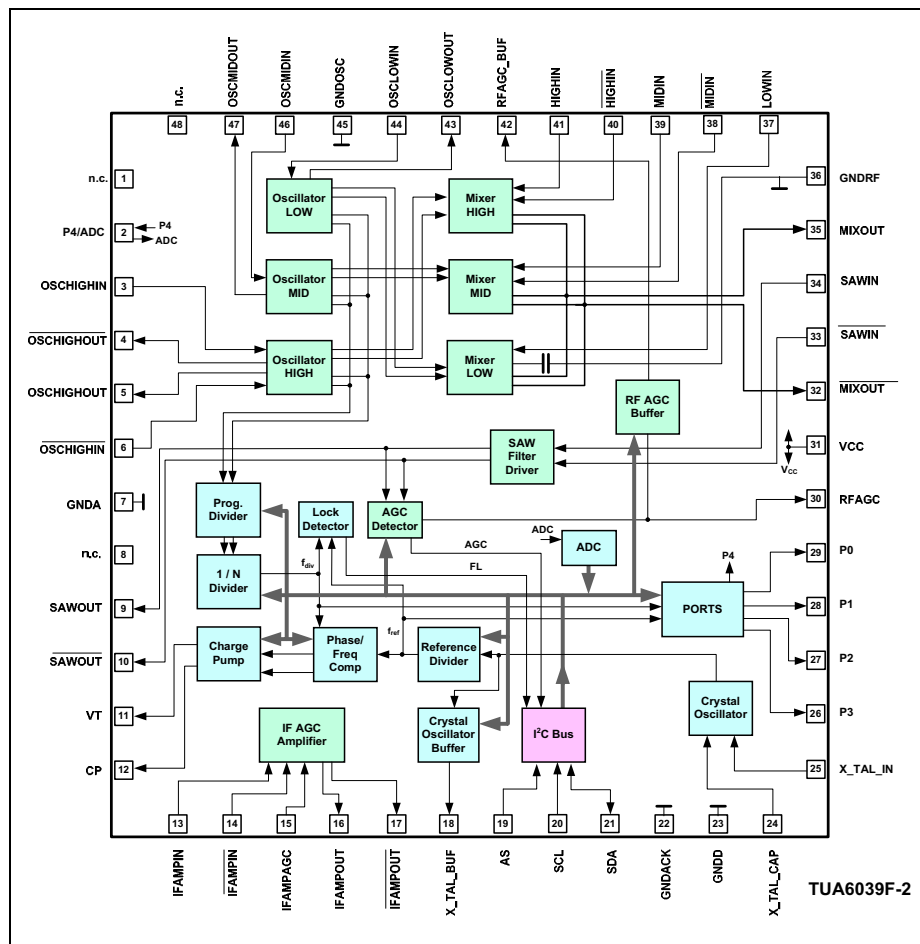 n.c.
OSCMIDOUT
OSCMIDIN
GNDOSC
OSCLOWIN
OSCLOWOUT
RFAGC_BUF
HIGHIN
HIGHIN
MIDIN
MIDIN
LOWIN
48
47
46
45
44
43
42
41
40
39
38
37
n.c.
1
P4/ADC
2
P4
ADC
OSCHIGHIN
3
OSCHIGHOUT
4
OSCHIGHOUT
5
OSCHIGHIN
6
GNDA
7
n.c.
8
SAWOUT
9
SAWOUT
10
VT
11
CP
12
Oscillator
LOW
Oscillator
MID
Oscillator
HIGH
Mixer
HIGH
Mixer
MID
Mixer
LOW
RF AGC
Buffer
SAW
Filter
Driver
Prog.
Divider
Lock
Detector
AGC
Detector
ADC
ADC
AGC
FL
fdiv
1 / N
Divider
P4
PORTS
fref
Charge
Pump
Phase/
Freq
Comp
Reference
Divider
Crystal
Oscillator
IF AGC
Amplifier
Crystal
Oscillator
Buffer
I²C Bus
36
GNDRF
35
MIXOUT
34
SAWIN
33
SAWIN
32
MIXOUT
31
VCC
VCC
30
RFAGC
29
P0
28
P1
27
P2
26
P3
25
X_TAL_IN
13
14
15
16
17
18
19
20
21
22
23
24
IFAMPIN
IFAMPIN
IFAMPAGC
IFAMPOUT
IFAMPOUT
X_TAL_BUF
AS
SCL
SDA
GNDACK
GNDD
X_TAL_CAP
TUA6039F-2